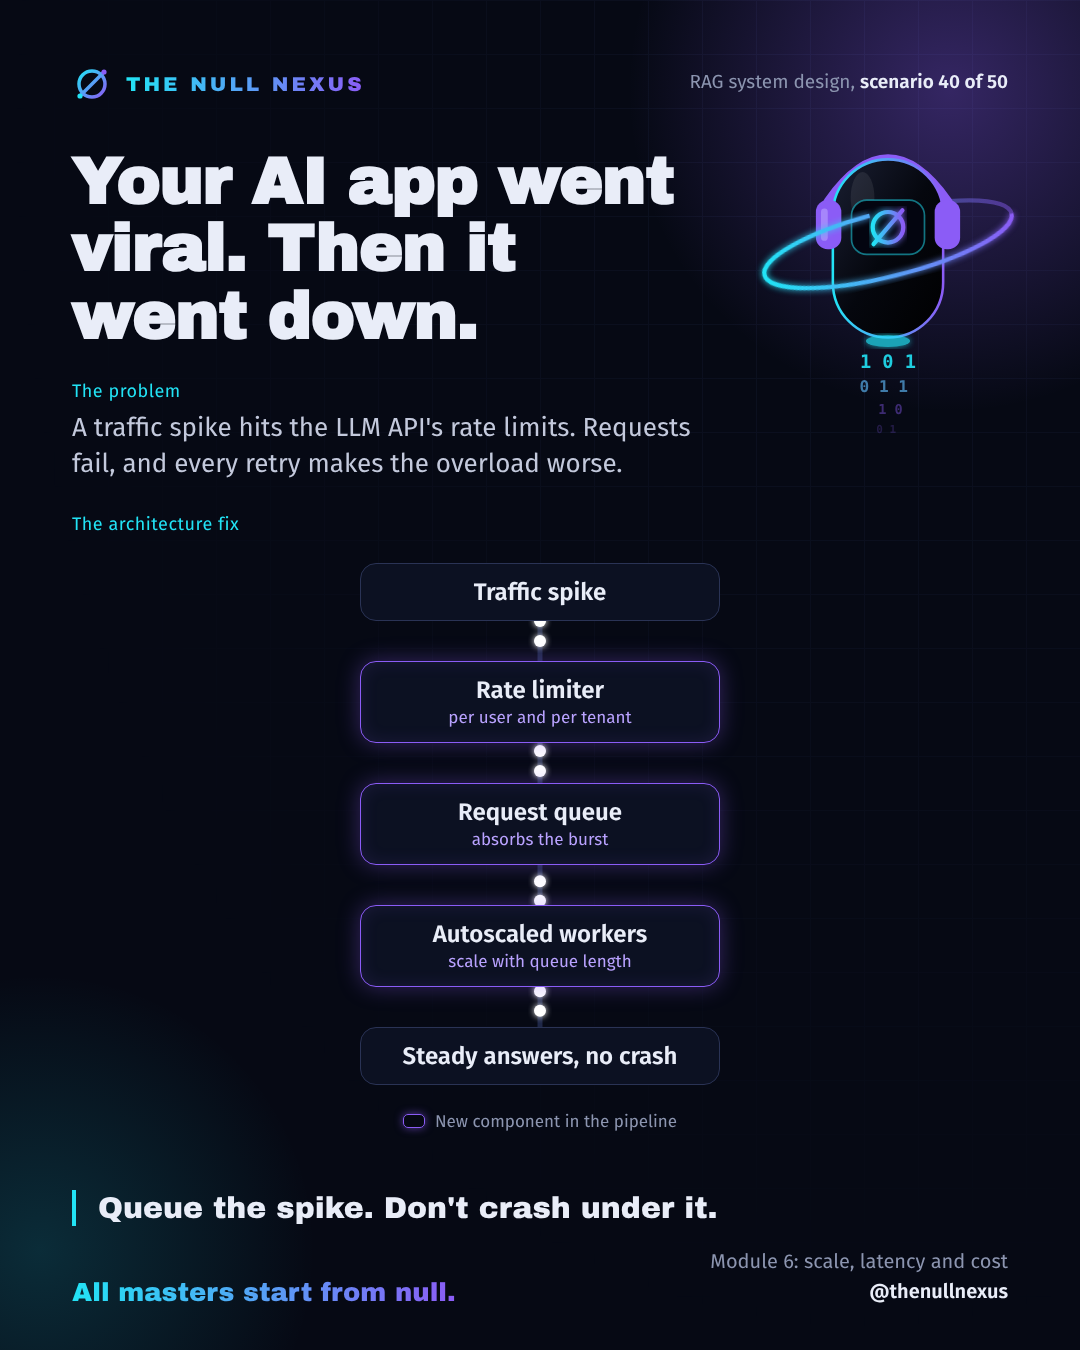 THE NULL NEXUS
RAG system design, scenario 40 of 50
Your AI app went
viral. Then it
went down.
1 0 1
0 1 1
1 0
0 1
The problem
A traffic spike hits the LLM API's rate limits. Requests
fail, and every retry makes the overload worse.
The architecture fix
Traffic spike
Rate limiter
per user and per tenant
Request queue
absorbs the burst
Autoscaled workers
scale with queue length
Steady answers, no crash
New component in the pipeline
Queue the spike. Don't crash under it.
Module 6: scale, latency and cost
All masters start from null.
@thenullnexus